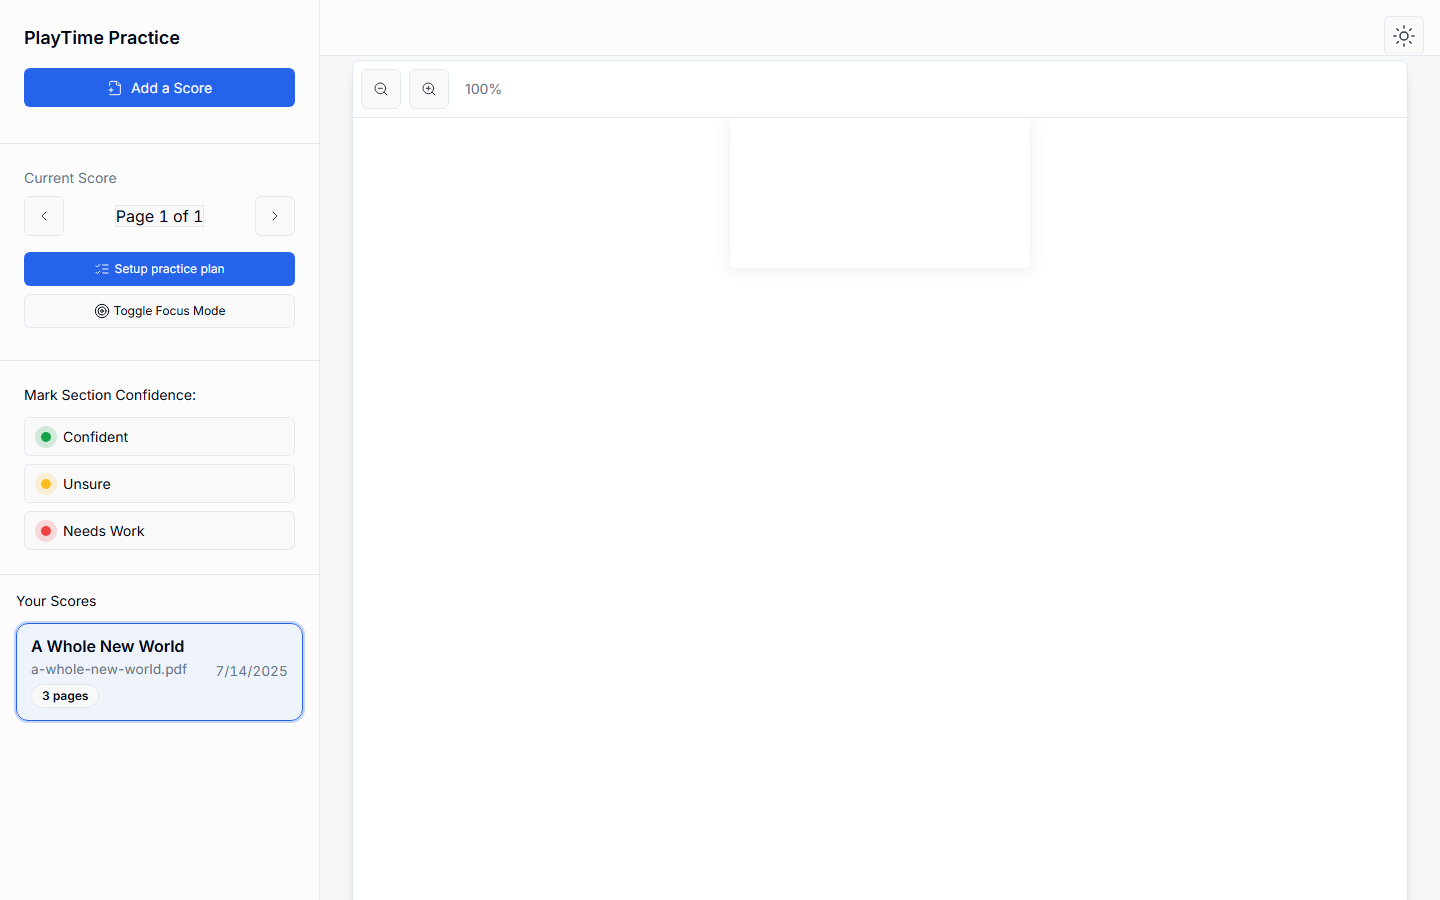 PlayTime Practice
Add a Score
Current Score
Page 1 of 1
Setup practice plan
Toggle Focus Mode
Mark Section Confidence:
Confident
Unsure
Needs Work
Your Scores
A Whole New World
a-whole-new-world.pdf
7/14/2025
3 pages
100%